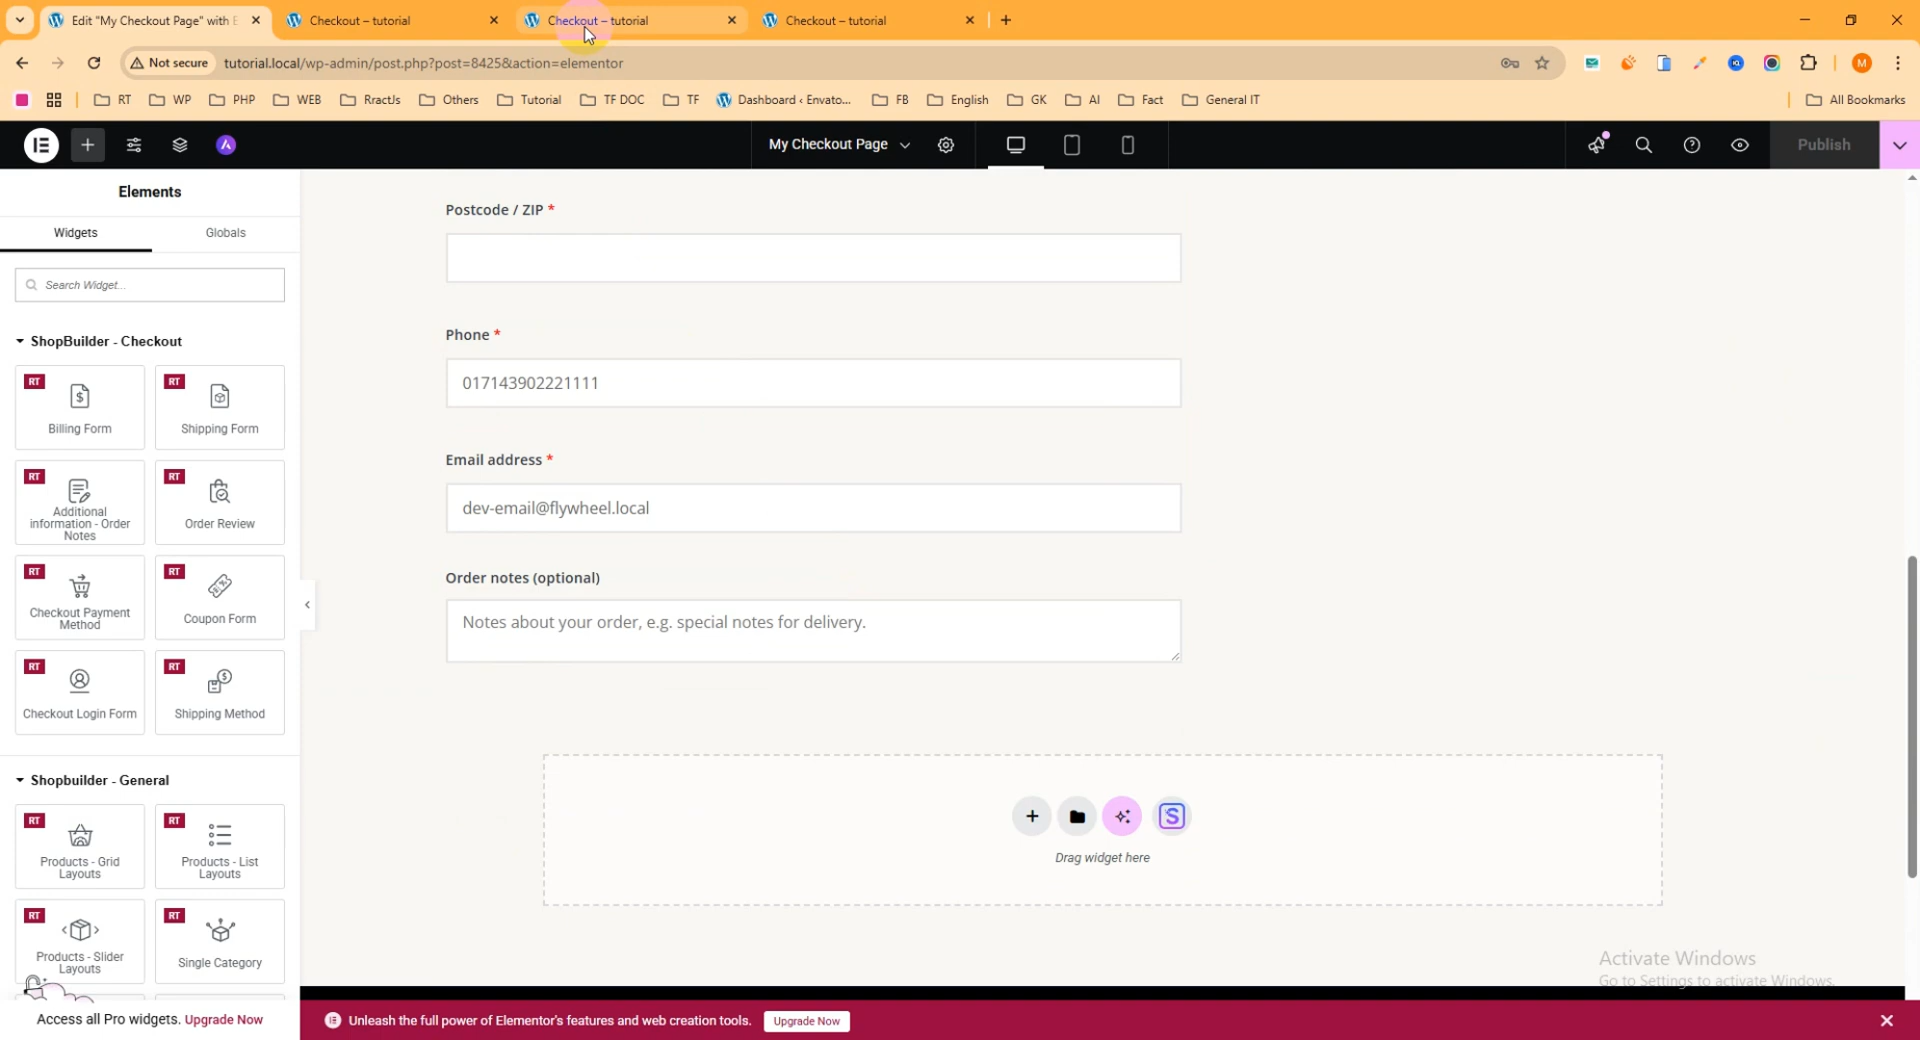 Edit "My Checkout Page" with E
Checkout – tutorial
Checkout – tutorial
Checkout – tutorial
Not secure
tutorial.local/wp-admin/post.php?post=8425&action=elementor
M
RT
WP
PHP
WEB
RractJs
Others
Tutorial
TF DOC
TF
Dashboard ‹ Envato...
FB
English
GK
AI
Fact
General IT
All Bookmarks
My Checkout Page
Publish
Elements
Widgets
Globals
Search Widget...
ShopBuilder - Checkout
RT
Billing Form
RT
Shipping Form
RT
Additional
information - Order
Notes
RT
Order Review
RT
Checkout Payment
Method
RT
Coupon Form
RT
Checkout Login Form
RT
Shipping Method
Shopbuilder - General
RT
Products - Grid
Layouts
RT
Products - List
Layouts
RT
Products - Slider
Layouts
RT
Single Category
Access all Pro widgets. Upgrade Now
Postcode / ZIP *
Phone *
017143902221111
Email address *
dev-email@flywheel.local
Order notes (optional)
Notes about your order, e.g. special notes for delivery.
Drag widget here
Activate Windows
Go to Settings to activate Windows.
Unleash the full power of Elementor's features and web creation tools.
Upgrade Now